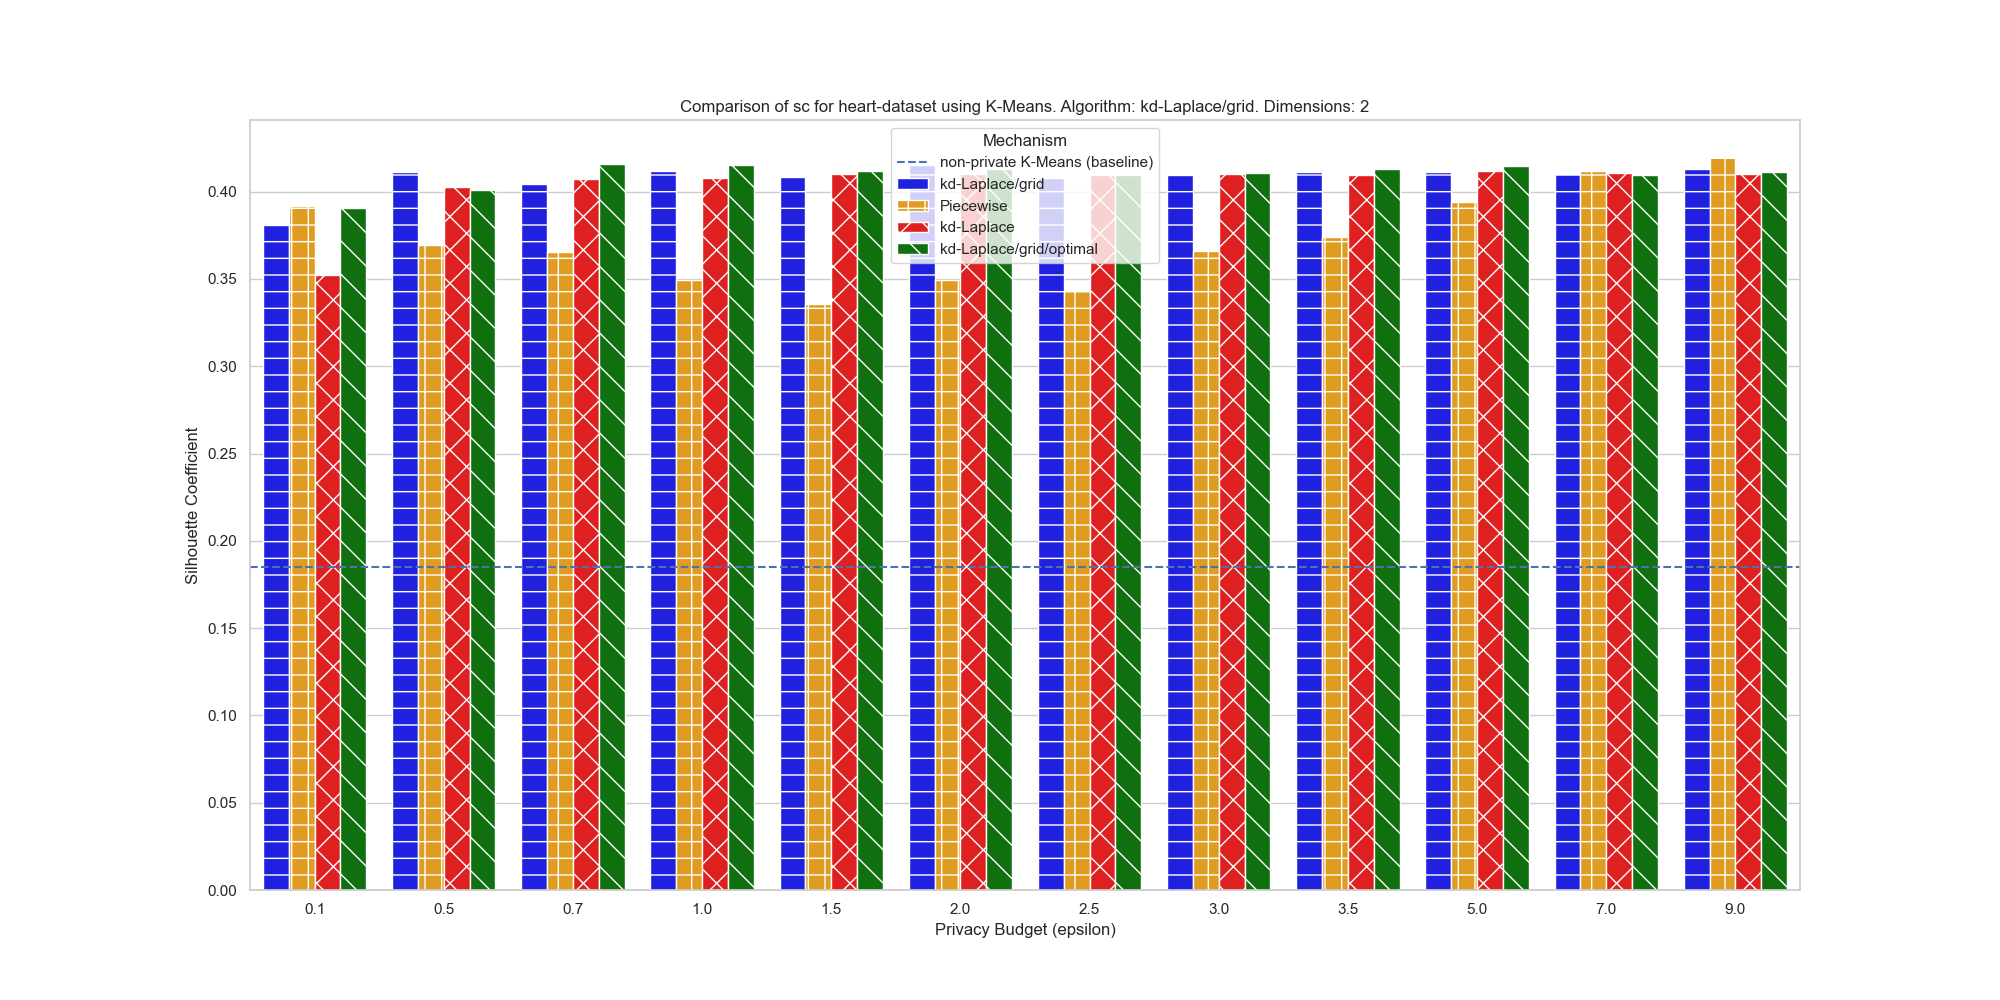 Comparison of sc for heart-dataset using K-Means. Algorithm: kd-Laplace/grid. Dimensions: 2
Mechanism
non-private K-Means (baseline)
kd-Laplace/grid
Piecewise
kd-Laplace
kd-Laplace/grid/optimal
Silhouette Coefficient
0.40
0.35
0.30
0.25
0.20
0.15
0.10
0.05
0.00
0.1 0.5 0.7 1.0 1.5 2.0 2.5 3.0 3.5 5.0 7.0 9.0
Privacy Budget (epsilon)